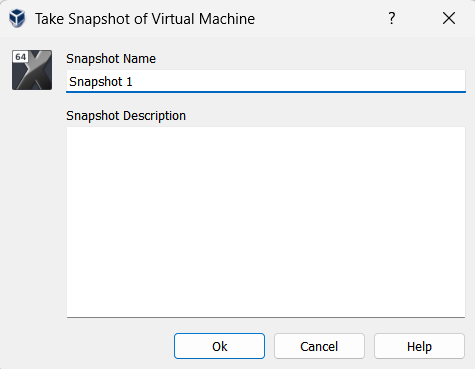 Take Snapshot of Virtual Machine ?
64
Snapshot Name
Snapshot 1
Snapshot Description
Ok Cancel Help